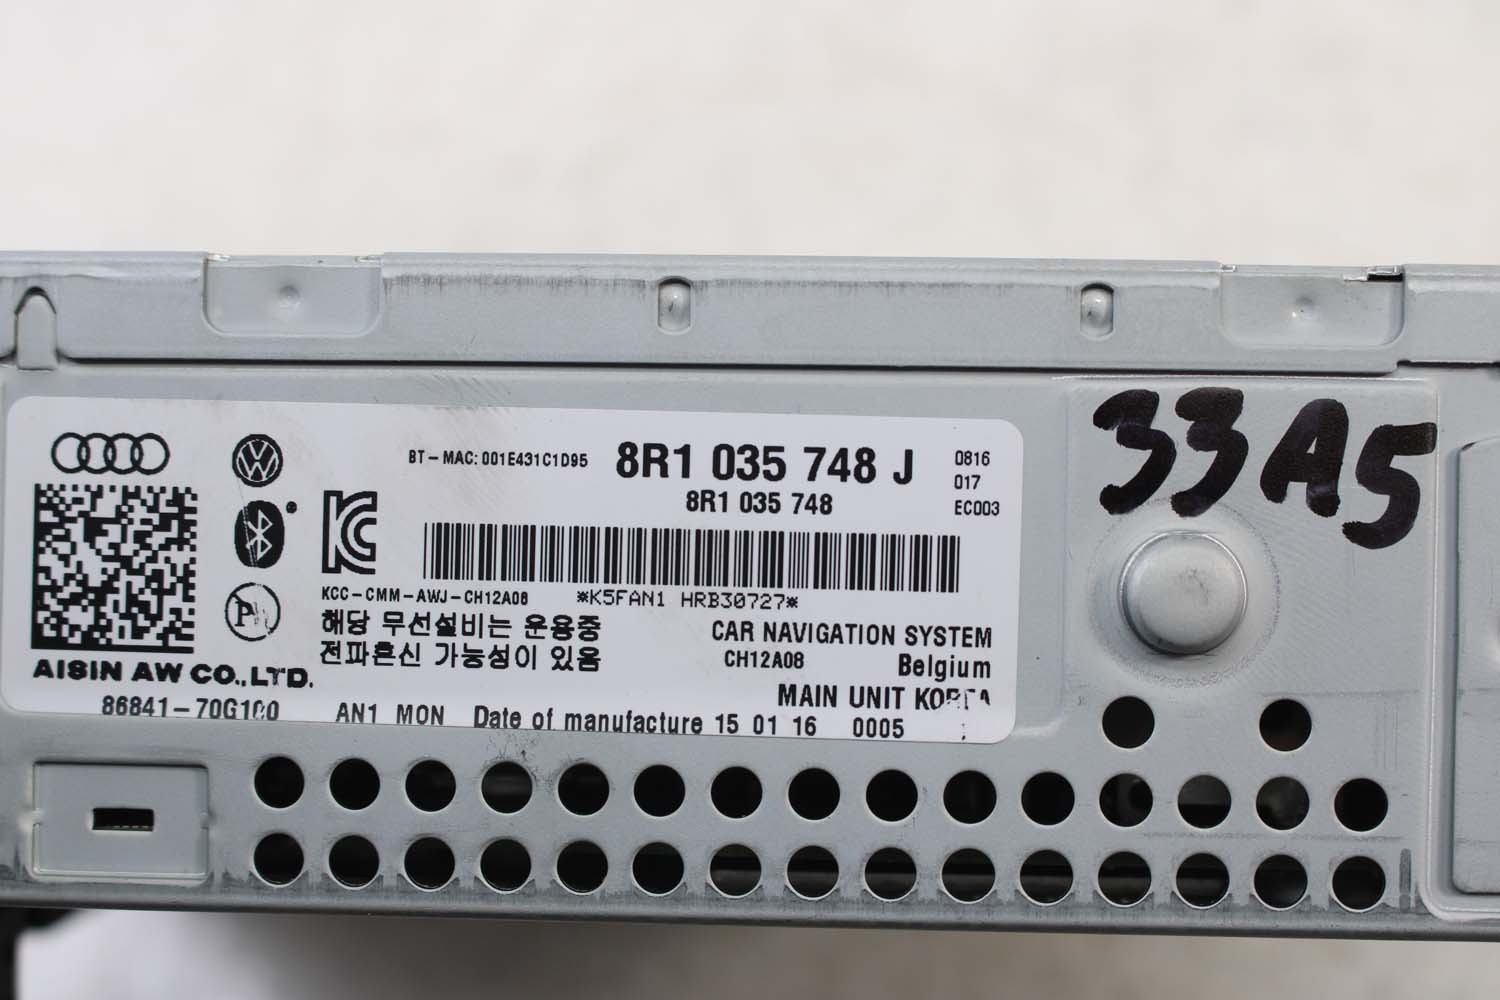 BT-MAC: 001E431C1D95
8R1 035 748 J
8R1 035 748
0816
017
EC003
33A5
*K5FAN1 HRB30727*
KCC-CMM-AWJ-CH12A08
해당 무선설비는 운용중
전파혼신 가능성이 있음
CAR NAVIGATION SYSTEM
CH12A08
Belgium
MAIN UNIT KOREA
AISIN AW CO.,LTD.
86841-70G100
AN1 MON Date of manufacture 15 01 16 0005